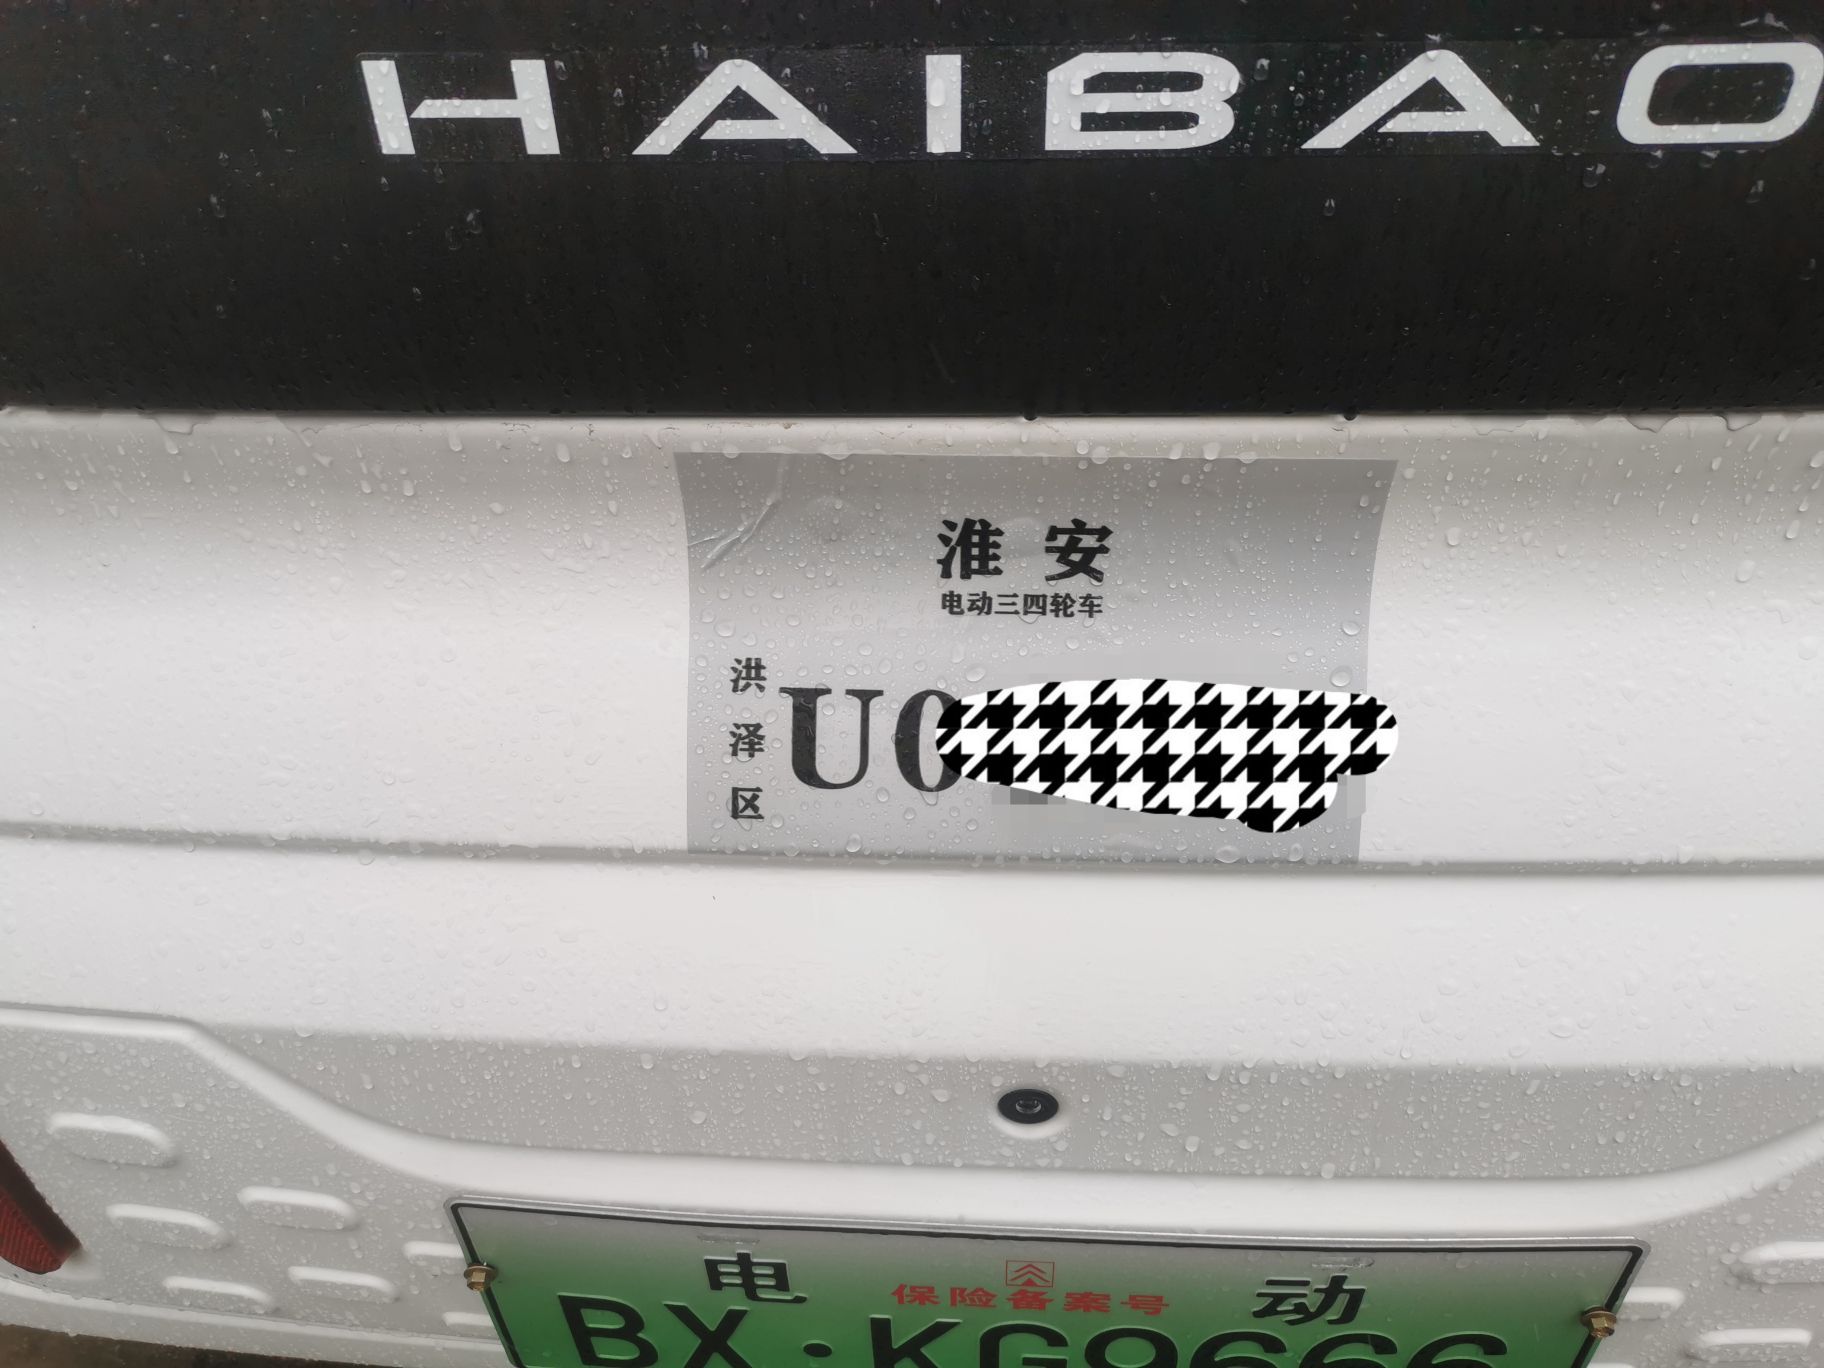 HAIBAO
淮安
电动三四轮车
洪泽区
U0
电 保险备案号 动
BX·KG9666